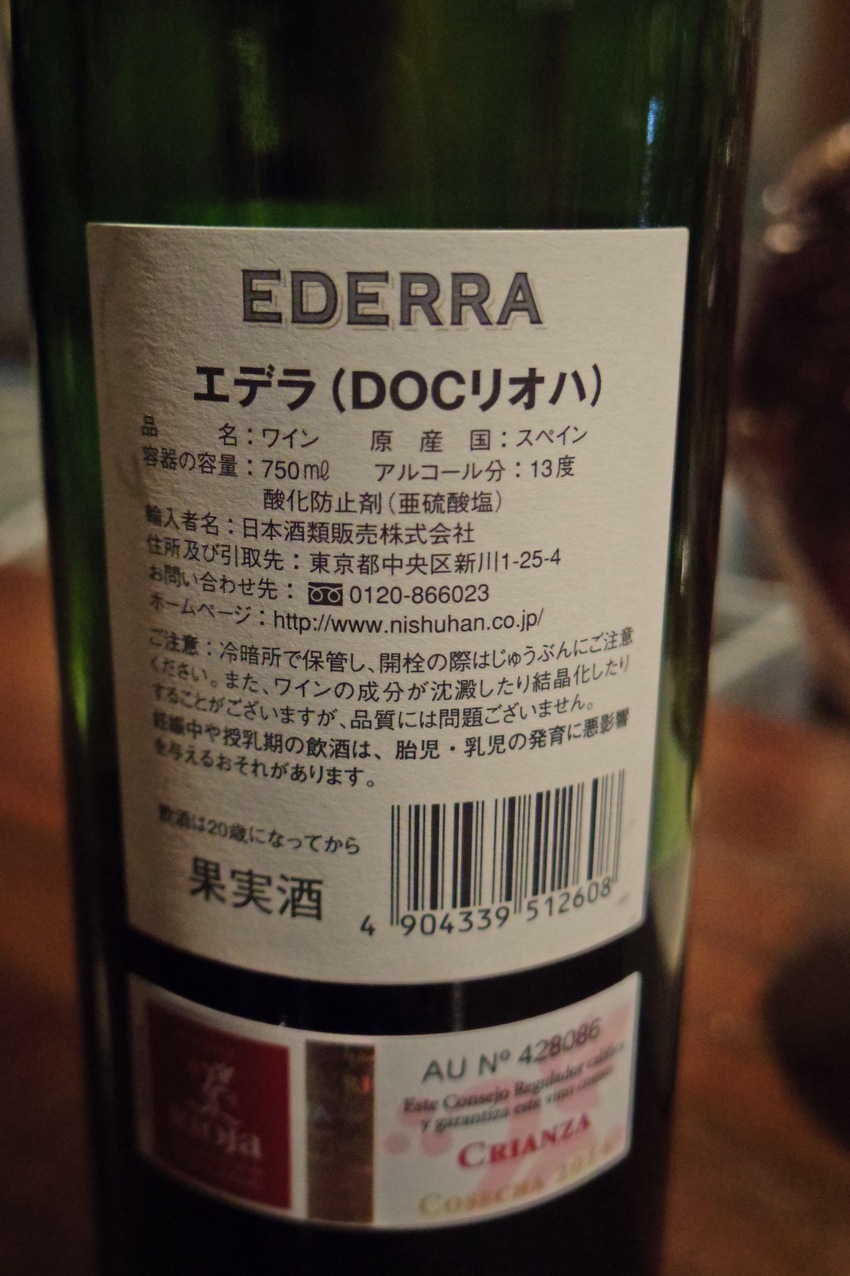 EDERRA
エデラ(DOCリオハ)
品 名：ワイン 原 産 国：スペイン
容器の容量：750mℓ アルコール分：13度
酸化防止剤(亜硫酸塩)
輸入者名：日本酒類販売株式会社
住所及び引取先：東京都中央区新川1-25-4
お問い合わせ先：0120-866023
ホームページ：http://www.nishuhan.co.jp/
ご注意：冷暗所で保管し、開栓の際はじゅうぶんにご注意
ください。また、ワインの成分が沈澱したり結晶化したり
することがございますが、品質には問題ございません。
妊娠中や授乳期の飲酒は、胎児・乳児の発育に悪影響
を与えるおそれがあります。
飲酒は20歳になってから
果実酒
4 904339 512608
Rioja
AU Nº 428086
Este Consejo Regulador califica
y garantiza este vino como
CRIANZA
COSECHA